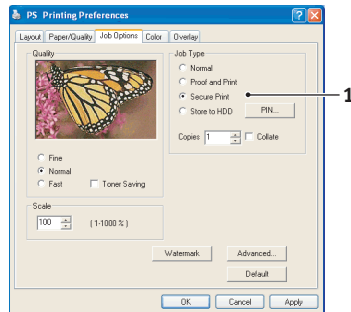 PS Printing Preferences
Layout Paper/Quality Job Options Color Overlay
Quality
Fine
Normal
Fast Toner Saving
Scale
100 (1-1000 %)
Job Type
Normal
Proof and Print
Secure Print
Store to HDD PIN...
Copies 1 Collate
1
Watermark Advanced...
Default
OK Cancel Apply